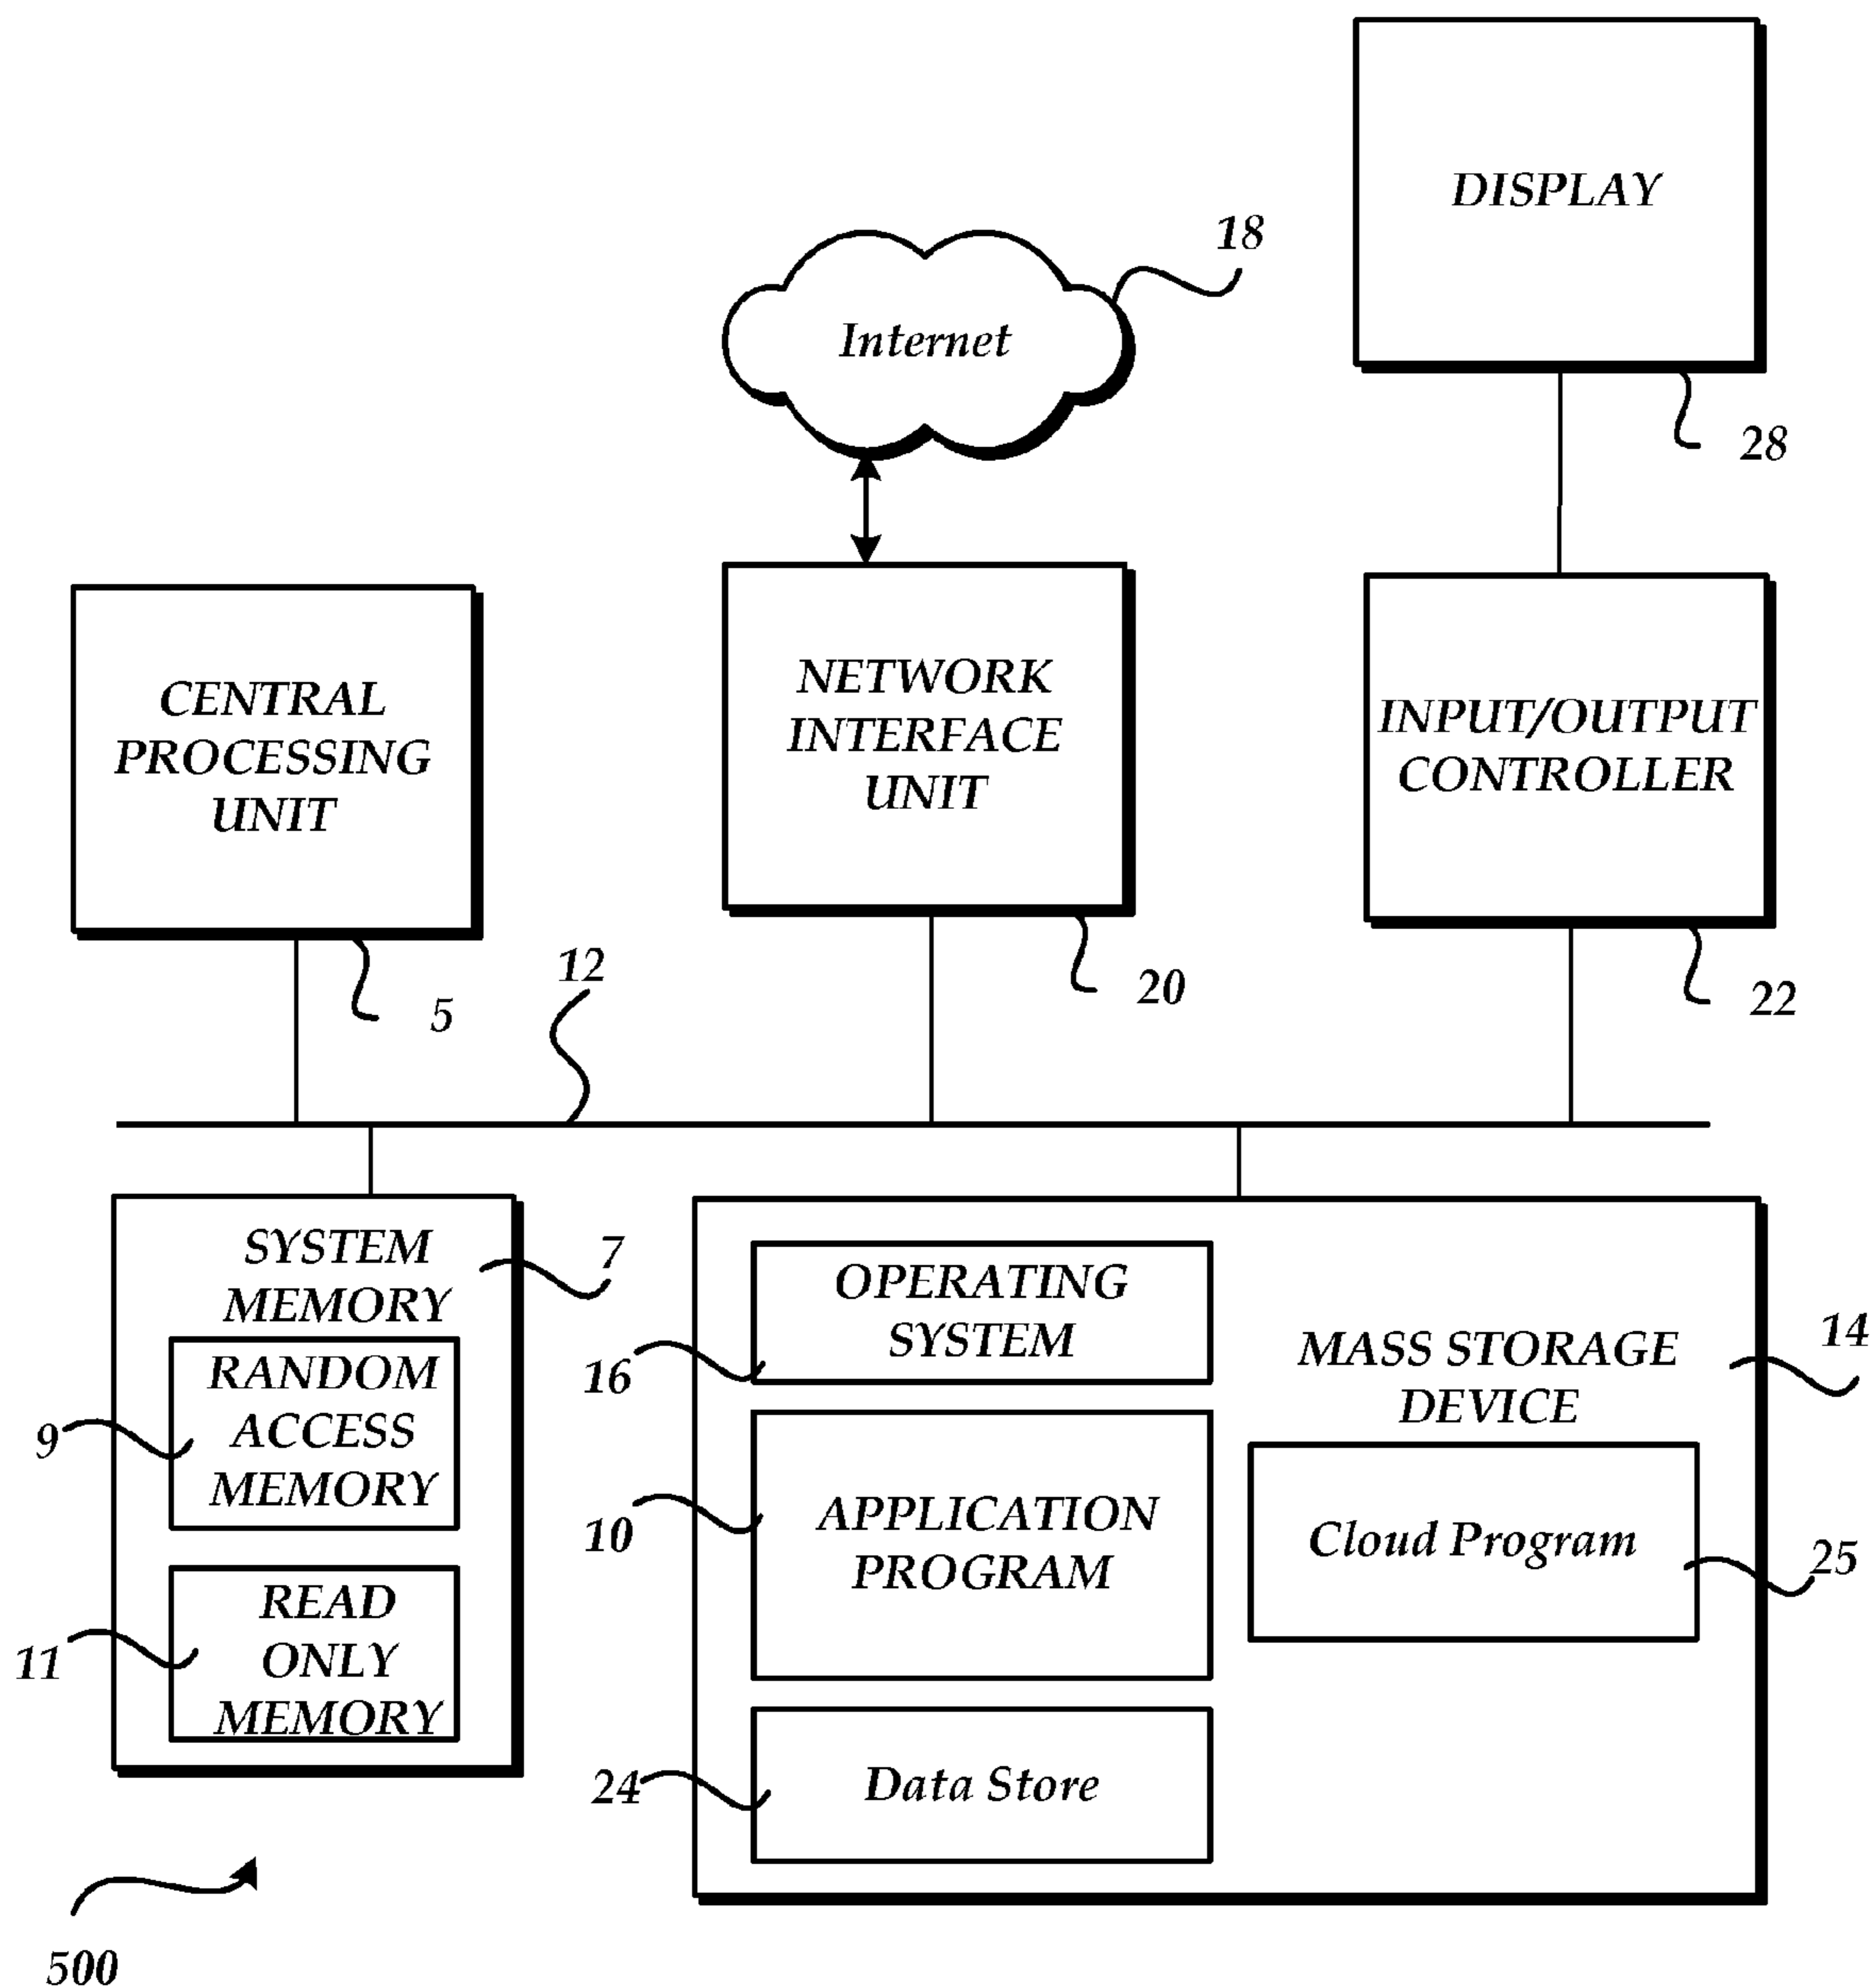 DISPLAY
28
18
Internet
CENTRAL
PROCESSING
UNIT
5
NETWORK
INTERFACE
UNIT
20
INPUT/OUTPUT
CONTROLLER
22
12
SYSTEM
MEMORY
7
RANDOM
ACCESS
MEMORY
9
READ
ONLY
MEMORY
11
OPERATING
SYSTEM
16
MASS STORAGE
DEVICE
14
APPLICATION
PROGRAM
10
Cloud Program
25
Data Store
24
500